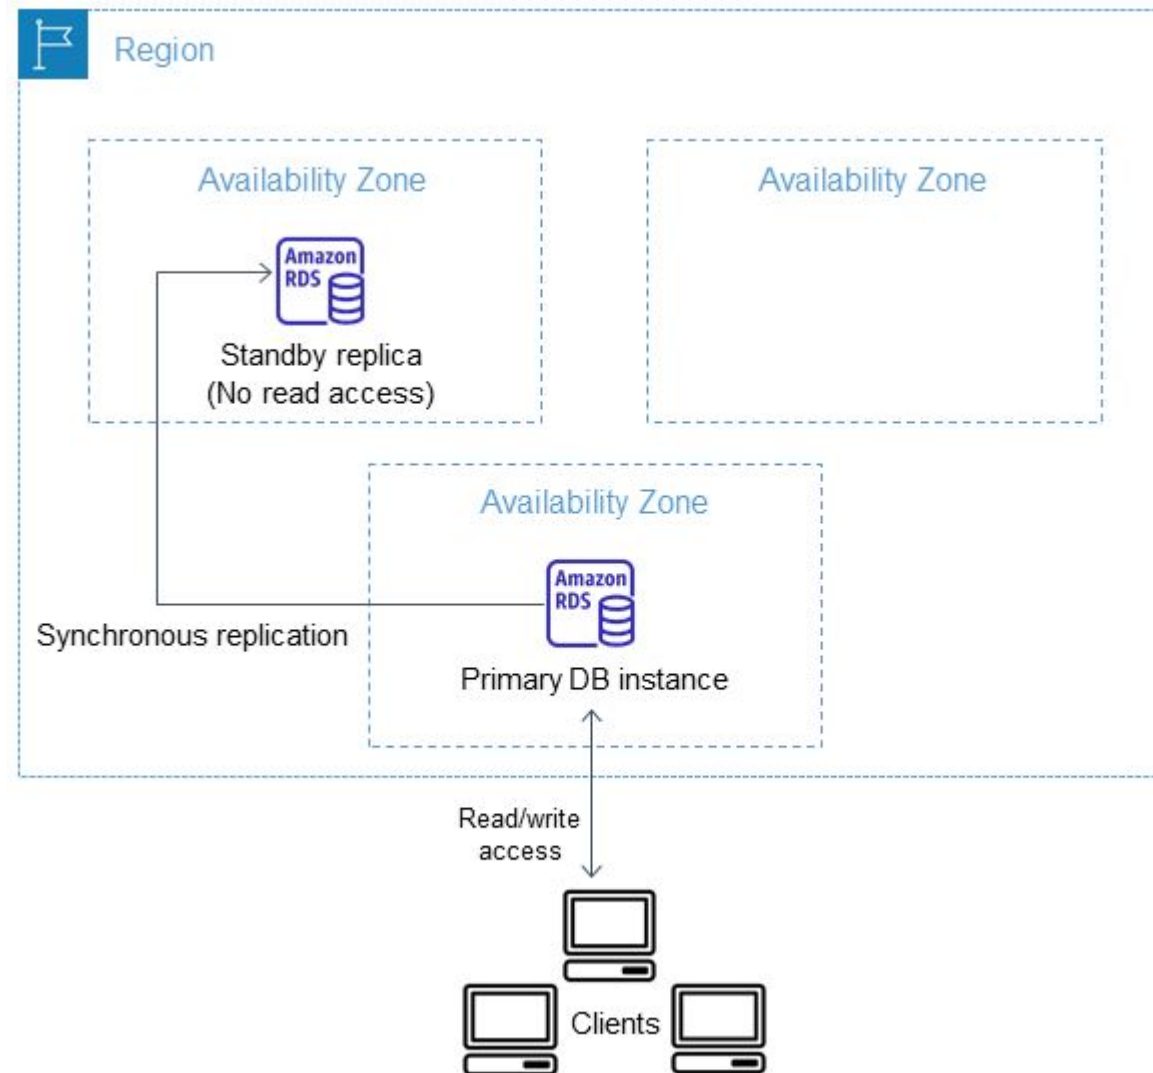 Region
Availability Zone
Availability Zone
Amazon
RDS
Standby replica
(No read access)
Availability Zone
Amazon
RDS
Synchronous replication
Primary DB instance
Read/write
access
Clients